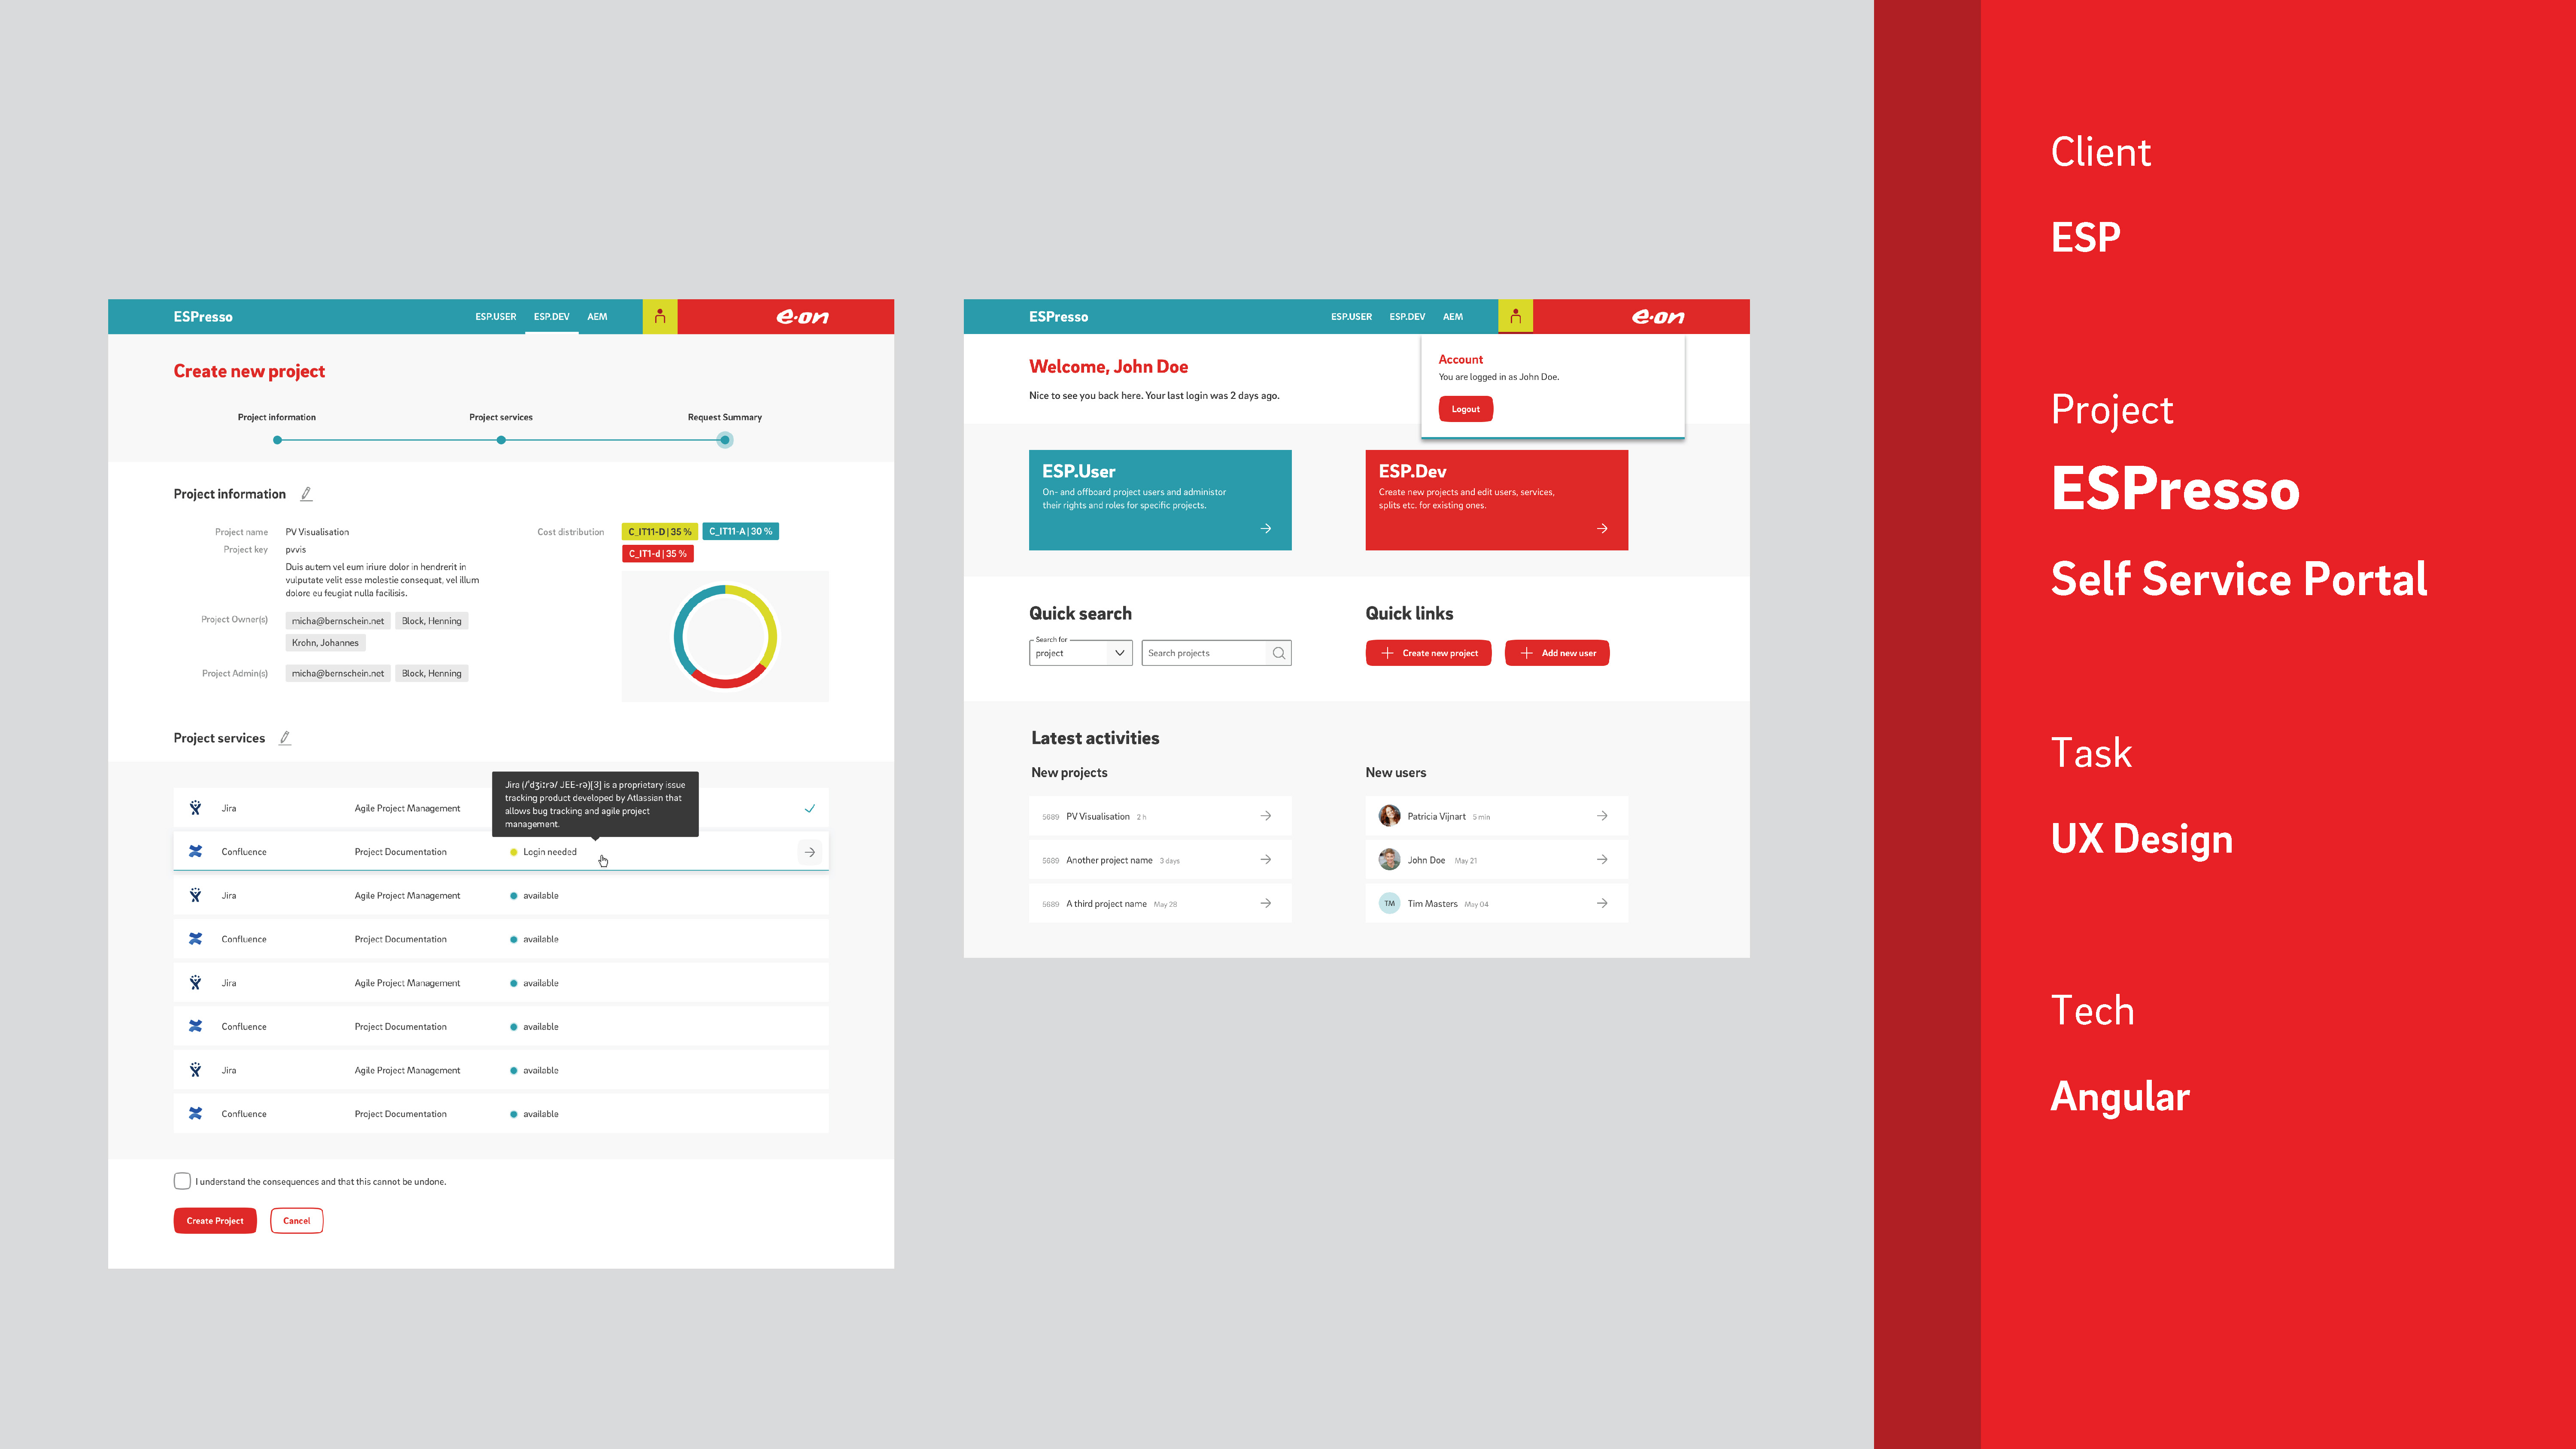 ESPresso
ESP.USER ESP.DEV AEM
e·on
Create new project
Project information Project services Request Summary
Project information
Project name PV Visualisation
Project key pvvis
Duis autem vel eum iriure dolor in hendrerit in
vulputate velit esse molestie consequat, vel illum
dolore eu feugiat nulla facilisis.
Project Owner(s) micha@bernschein.net Block, Henning
Krohn, Johannes
Project Admin(s) micha@bernschein.net Block, Henning
Cost distribution C_IT11-D | 35 % C_IT11-A | 30 %
C_IT1-d | 35 %
Project services
Jira (/ˈdʒiːrə/ JEE-rə)[3] is a proprietary issue
tracking product developed by Atlassian that
allows bug tracking and agile project
management.
Jira Agile Project Management
Confluence Project Documentation Login needed
Jira Agile Project Management available
Confluence Project Documentation available
Jira Agile Project Management available
Confluence Project Documentation available
Jira Agile Project Management available
Confluence Project Documentation available
I understand the consequences and that this cannot be undone.
Create Project Cancel
ESPresso
ESP.USER ESP.DEV AEM
e·on
Welcome, John Doe
Nice to see you back here. Your last login was 2 days ago.
Account
You are logged in as John Doe.
Logout
ESP.User
On- and offboard project users and administor
their rights and roles for specific projects.
ESP.Dev
Create new projects and edit users, services,
splits etc. for existing ones.
Quick search
Search for
project Search projects
Quick links
Create new project Add new user
Latest activities
New projects
5689 PV Visualisation 2 h
5689 Another project name 3 days
5689 A third project name May 28
New users
Patricia Vijnart 5 min
John Doe May 21
TM Tim Masters May 04
Client
ESP
Project
ESPresso
Self Service Portal
Task
UX Design
Tech
Angular